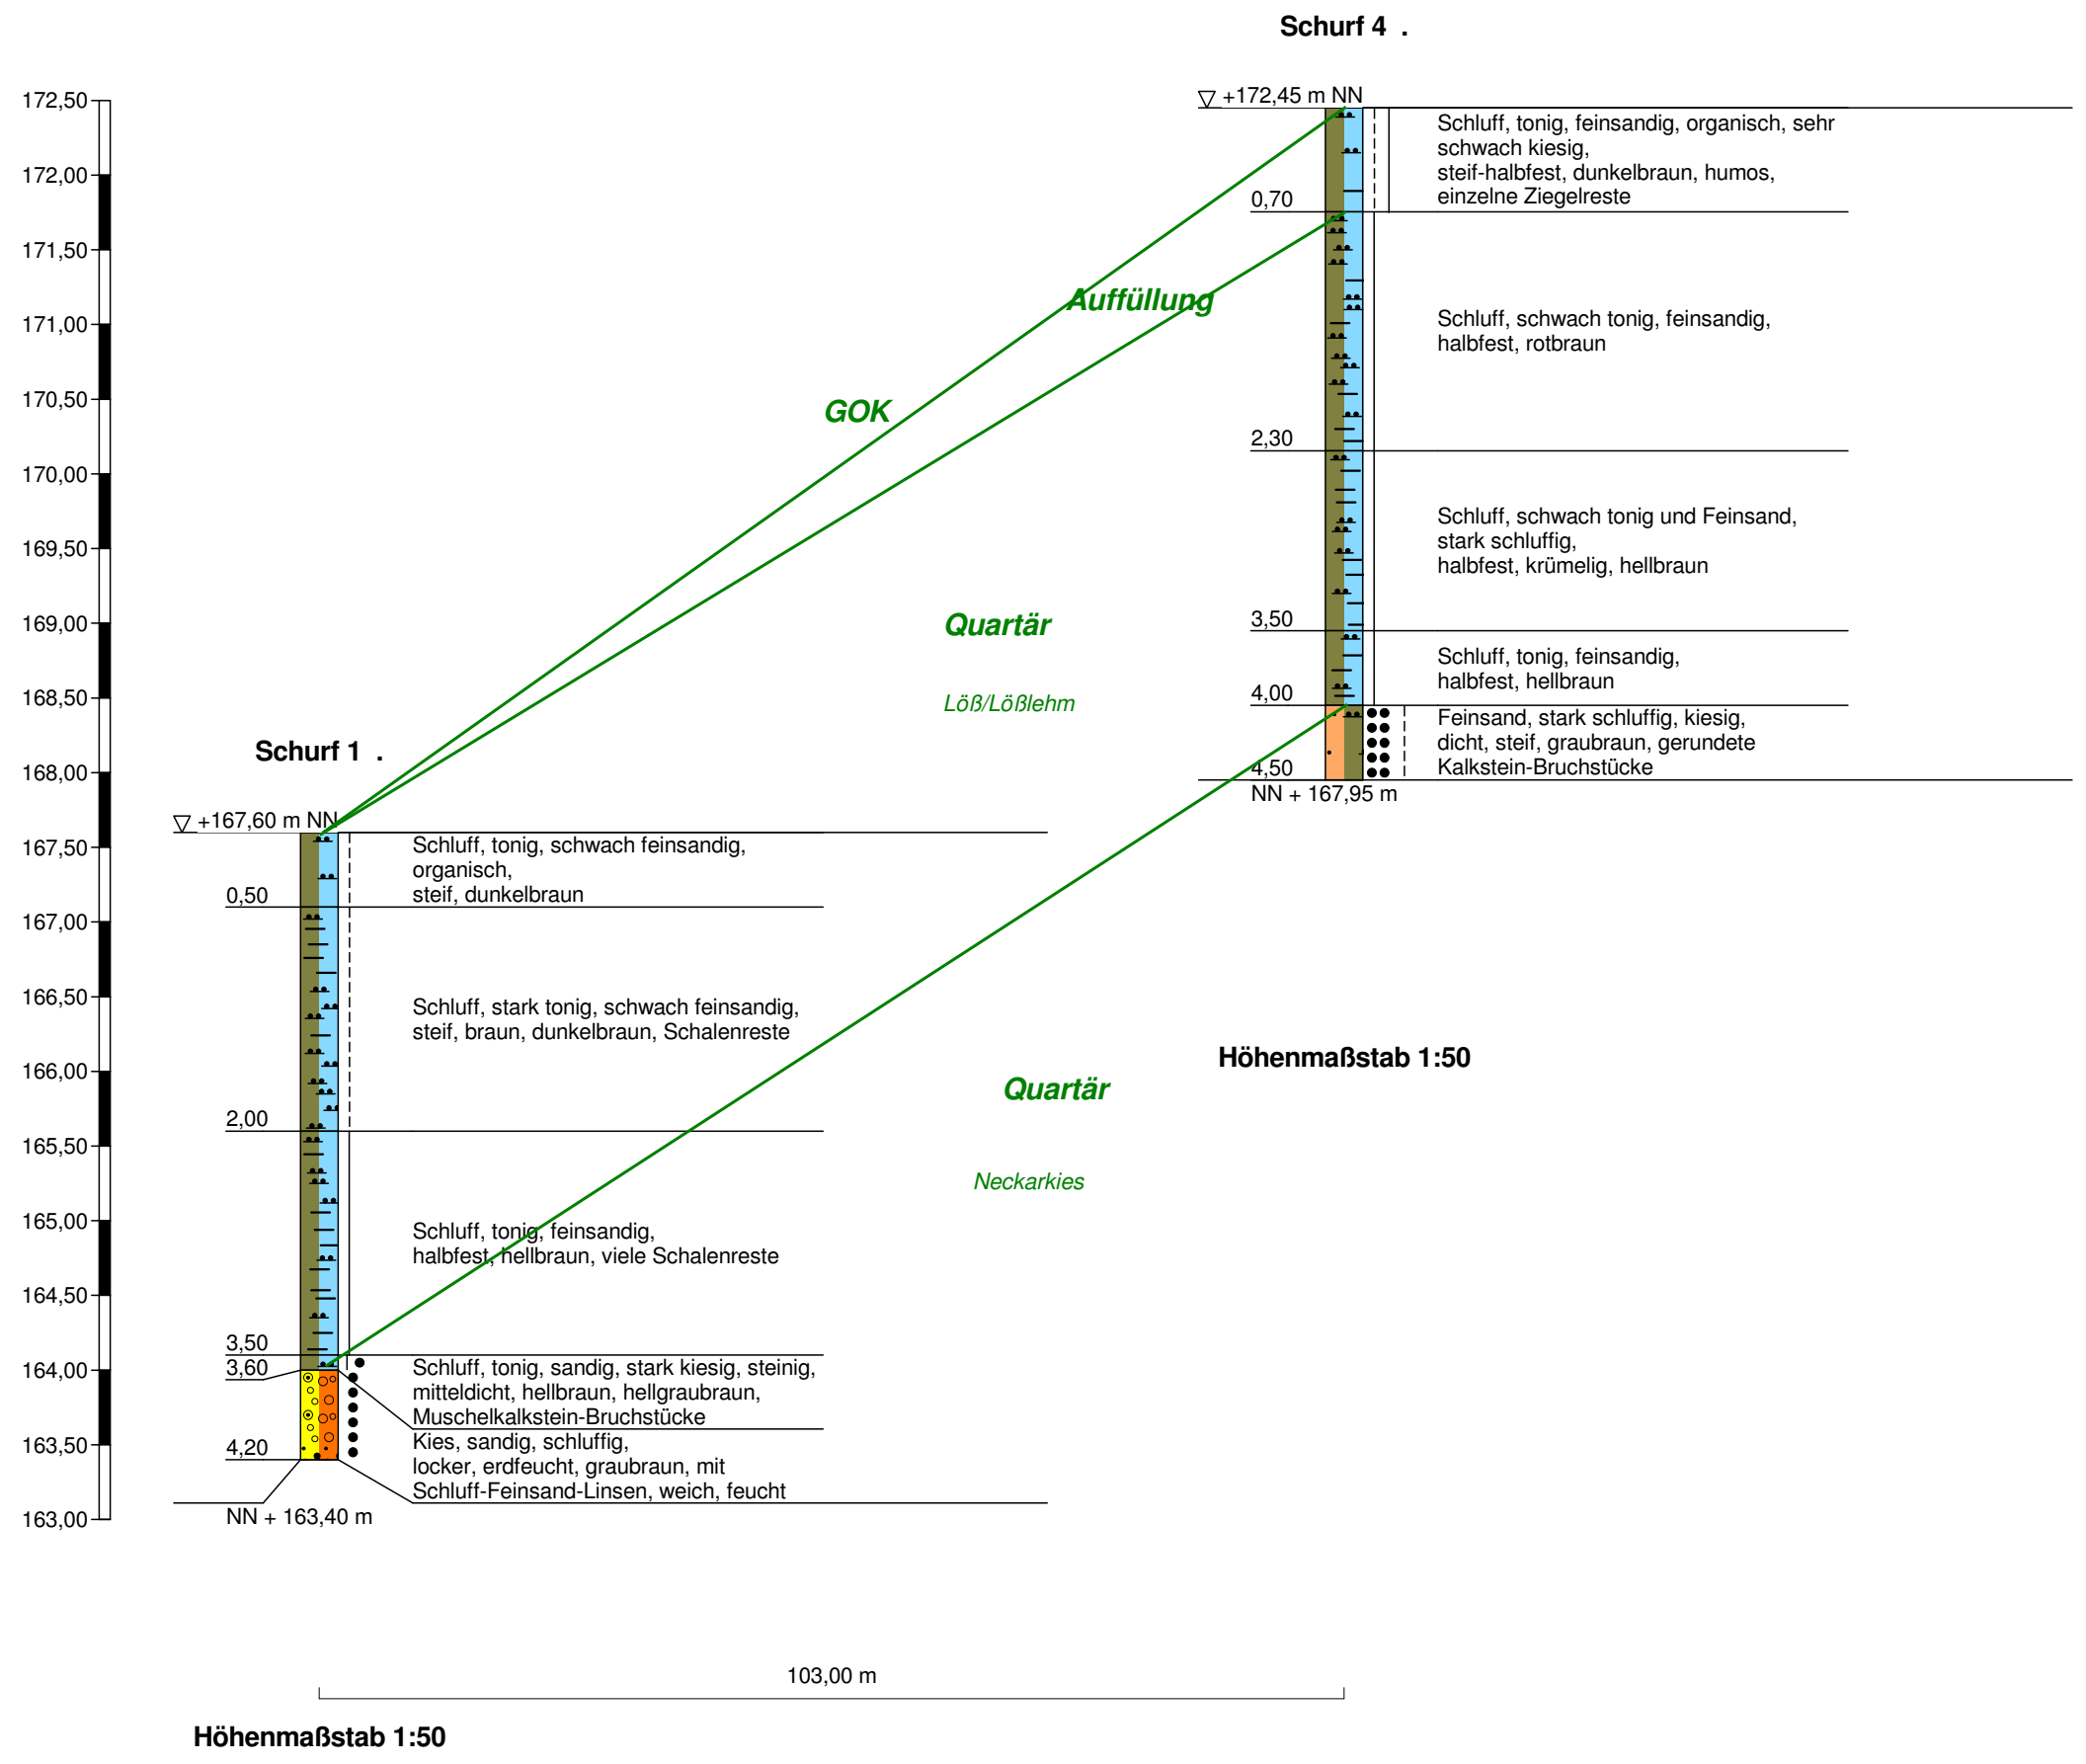 Schurf 4 .
172,50
172,00
171,50
171,00
170,50
170,00
169,50
169,00
168,50
168,00
167,50
167,00
166,50
166,00
165,50
165,00
164,50
164,00
163,50
163,00
+172,45 m NN
Schluff, tonig, feinsandig, organisch, sehr
schwach kiesig,
steif-halbfest, dunkelbraun, humos,
einzelne Ziegelreste
0,70
Schluff, schwach tonig, feinsandig,
halbfest, rotbraun
2,30
Schluff, schwach tonig und Feinsand,
stark schluffig,
halbfest, krümelig, hellbraun
3,50
Schluff, tonig, feinsandig,
halbfest, hellbraun
4,00
Feinsand, stark schluffig, kiesig,
dicht, steif, graubraun, gerundete
Kalkstein-Bruchstücke
4,50
NN + 167,95 m
Höhenmaßstab 1:50
Auffüllung
GOK
Quartär
Löß/Lößlehm
Quartär
Neckarkies
Schurf 1 .
+167,60 m NN
Schluff, tonig, schwach feinsandig,
organisch,
steif, dunkelbraun
0,50
Schluff, stark tonig, schwach feinsandig,
steif, braun, dunkelbraun, Schalenreste
2,00
Schluff, tonig, feinsandig,
halbfest, hellbraun, viele Schalenreste
3,50
3,60
Schluff, tonig, sandig, stark kiesig, steinig,
mitteldicht, hellbraun, hellgraubraun,
Muschelkalkstein-Bruchstücke
4,20
Kies, sandig, schluffig,
locker, erdfeucht, graubraun, mit
Schluff-Feinsand-Linsen, weich, feucht
NN + 163,40 m
103,00 m
Höhenmaßstab 1:50